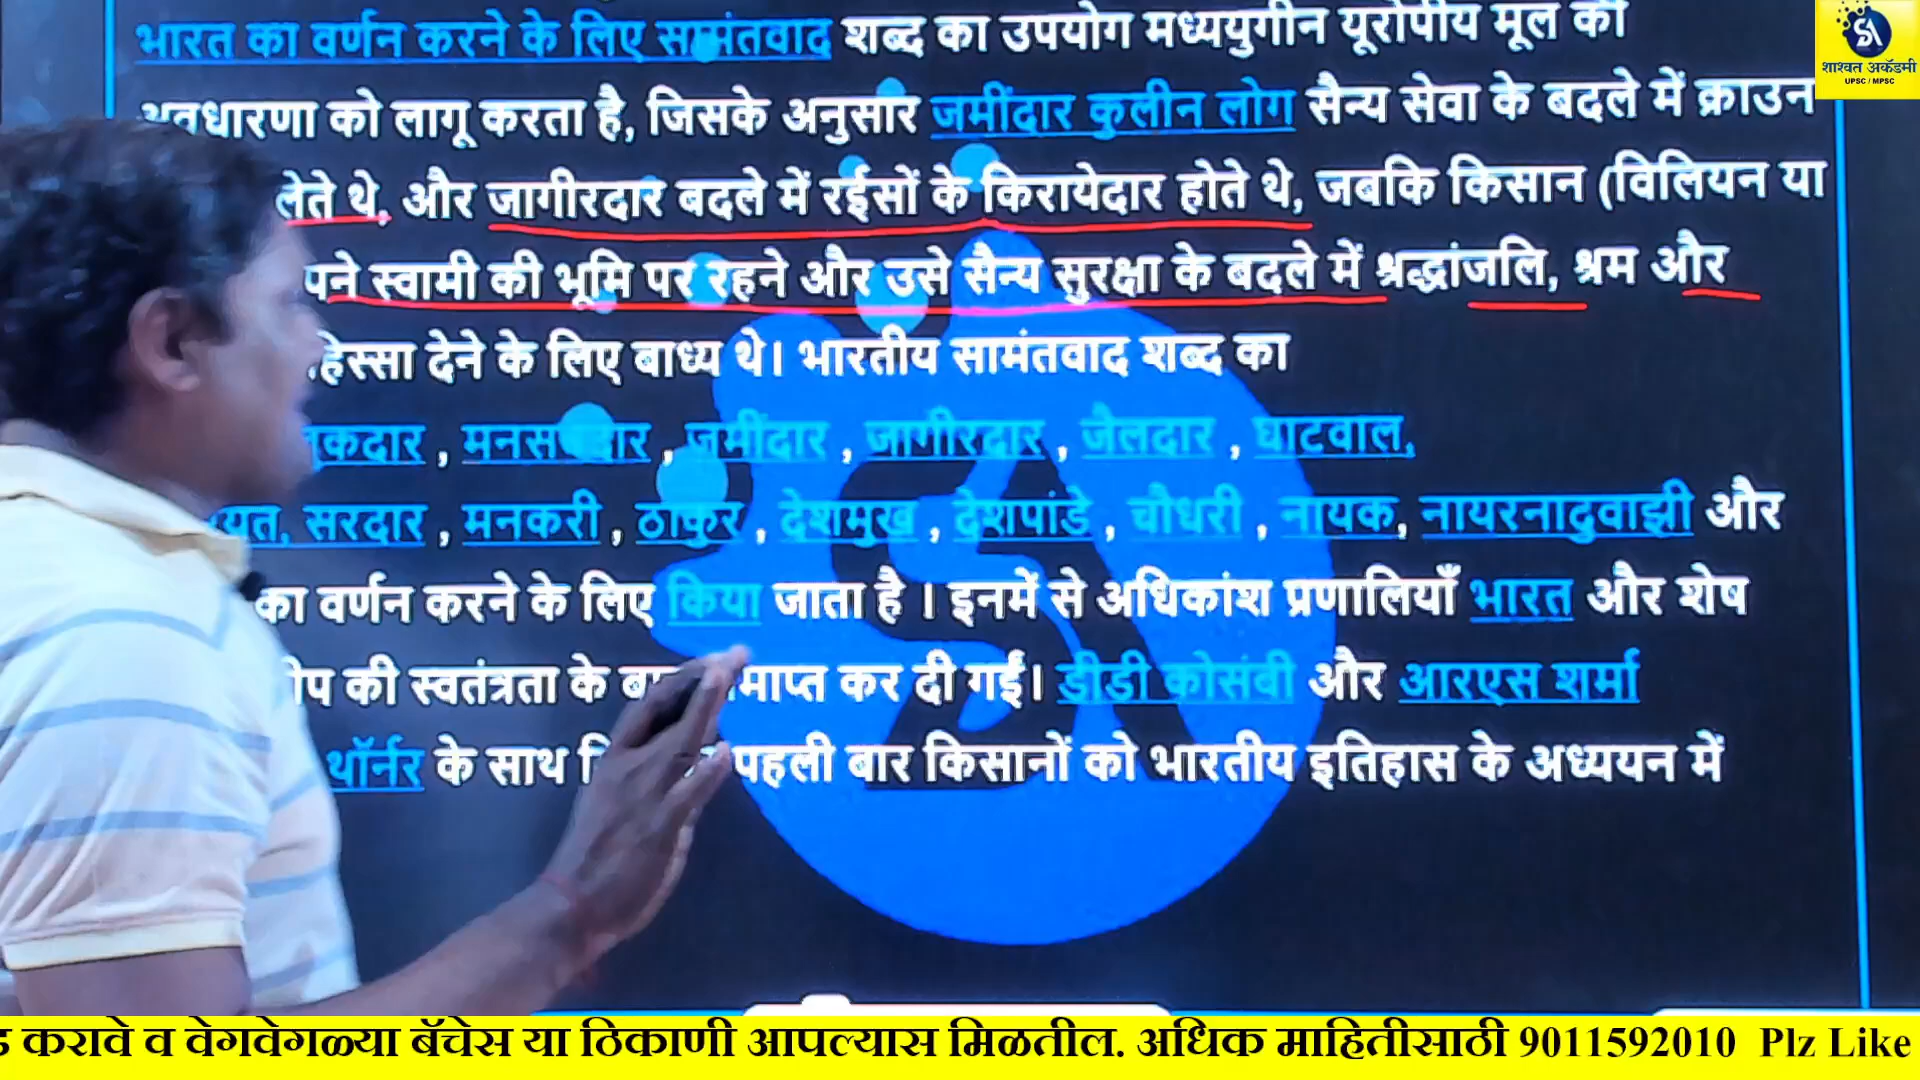 भारत का वर्णन करने के लिए सामंतवाद शब्द का उपयोग मध्ययुगीन यूरोपीय मूल की
अवधारणा को लागू करता है, जिसके अनुसार जमींदार कुलीन लोग सैन्य सेवा के बदले में क्राउन
लेते थे, और जागीरदार बदले में रईसों के किरायेदार होते थे, जबकि किसान (विलियन या
पने स्वामी की भूमि पर रहने और उसे सैन्य सुरक्षा के बदले में श्रद्धांजलि, श्रम और
हिस्सा देने के लिए बाध्य थे। भारतीय सामंतवाद शब्द का
कदार , मनसबदार , जमींदार , जागीरदार , जैलदार , घाटवाल,
यत, सरदार , मनकरी , ठाकुर , देशमुख , देशपांडे , चौधरी , नायक, नायरनादुवाझी और
का वर्णन करने के लिए किया जाता है । इनमें से अधिकांश प्रणालियाँ भारत और शेष
प की स्वतंत्रता के माप्त कर दी गईं। डीडी कोसंबी और आरएस शर्मा
थॉर्नर के साथ पहली बार किसानों को भारतीय इतिहास के अध्ययन में
SA
शाश्वत अकॅडमी
UPSC / MPSC
करावे व वेगवेगळ्या बॅचेस या ठिकाणी आपल्यास मिळतील. अधिक माहितीसाठी 9011592010 Plz Like